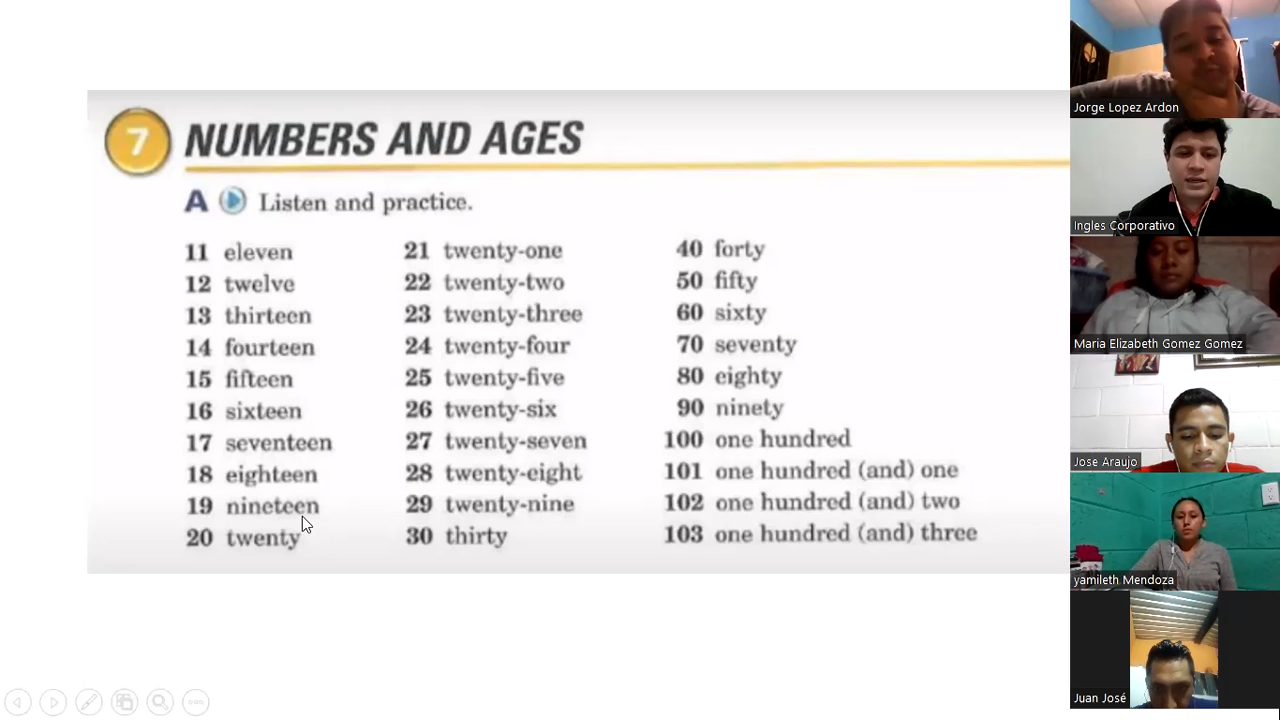 7 NUMBERS AND AGES
A Listen and practice.
11 eleven
12 twelve
13 thirteen
14 fourteen
15 fifteen
16 sixteen
17 seventeen
18 eighteen
19 nineteen
20 twenty
21 twenty-one
22 twenty-two
23 twenty-three
24 twenty-four
25 twenty-five
26 twenty-six
27 twenty-seven
28 twenty-eight
29 twenty-nine
30 thirty
40 forty
50 fifty
60 sixty
70 seventy
80 eighty
90 ninety
100 one hundred
101 one hundred (and) one
102 one hundred (and) two
103 one hundred (and) three
Jorge Lopez Ardon
Ingles Corporativo
Maria Elizabeth Gomez Gomez
Jose Araujo
yamileth Mendoza
Juan José